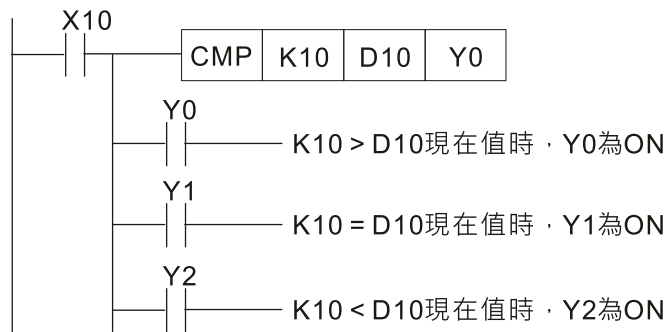 X10
CMP K10 D10 Y0
Y0
K10 > D10現在值時，Y0為ON
Y1
K10 = D10現在值時，Y1為ON
Y2
K10 < D10現在值時，Y2為ON